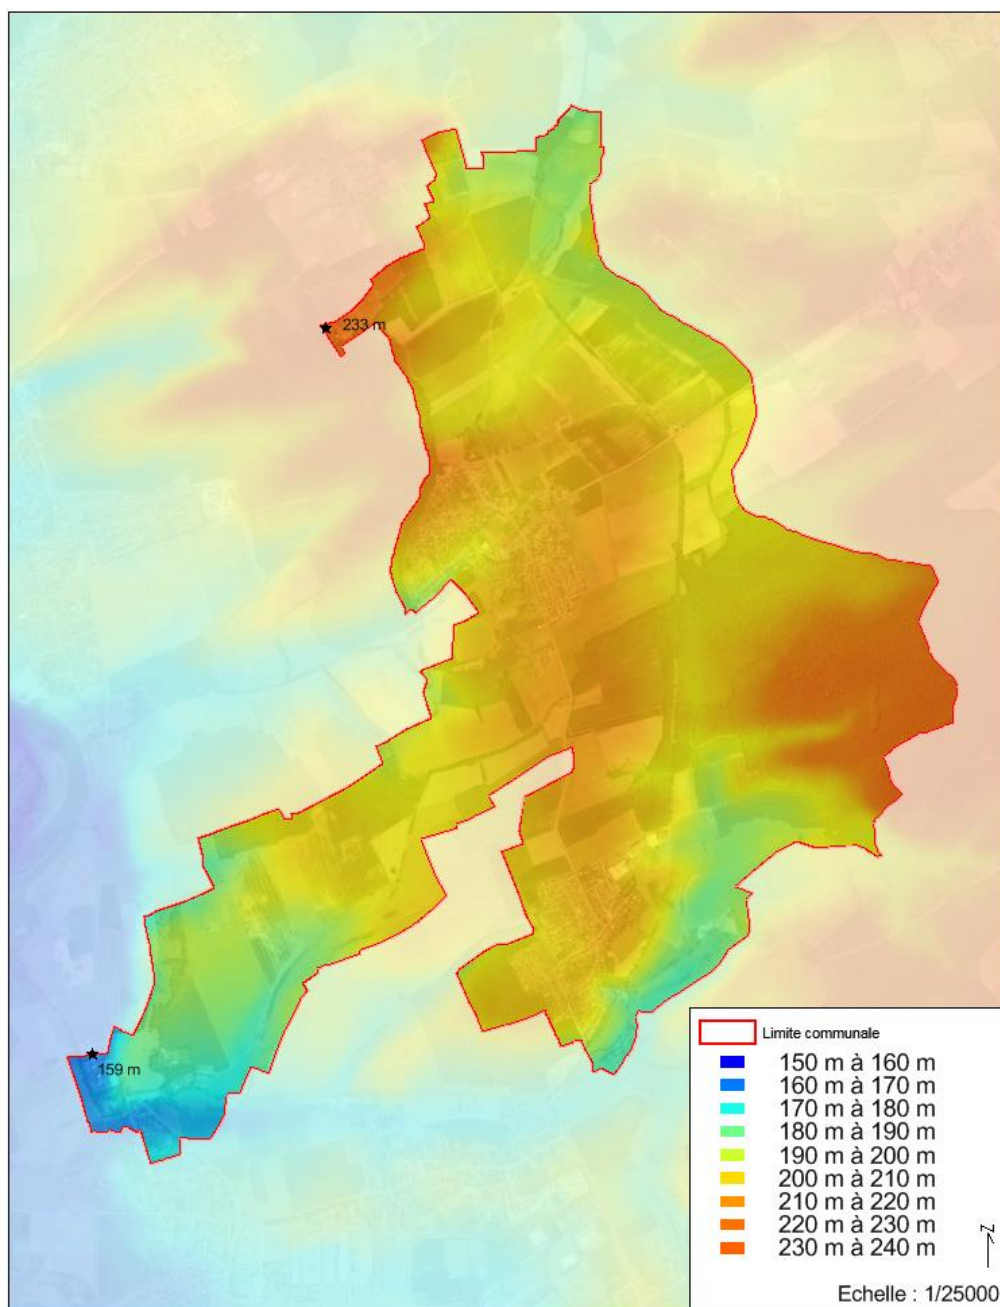 233 m
159 m
Limite communale
150 m à 160 m
160 m à 170 m
170 m à 180 m
180 m à 190 m
190 m à 200 m
200 m à 210 m
210 m à 220 m
220 m à 230 m
230 m à 240 m
N
Echelle : 1/25000